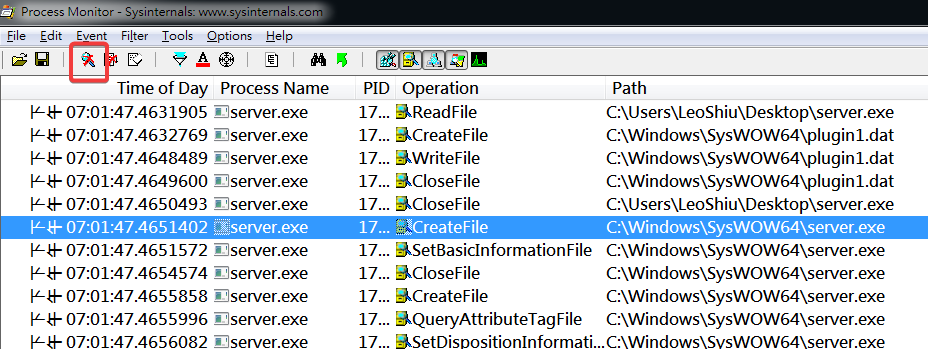 Process Monitor - Sysinternals: www.sysinternals.com
File Edit Event Filter Tools Options Help
Time of Day Process Name PID Operation Path
07:01:47.4631905 server.exe 17... ReadFile C:\Users\LeoShiu\Desktop\server.exe
07:01:47.4632769 server.exe 17... CreateFile C:\Windows\SysWOW64\plugin1.dat
07:01:47.4648489 server.exe 17... WriteFile C:\Windows\SysWOW64\plugin1.dat
07:01:47.4649600 server.exe 17... CloseFile C:\Windows\SysWOW64\plugin1.dat
07:01:47.4650493 server.exe 17... CloseFile C:\Users\LeoShiu\Desktop\server.exe
07:01:47.4651402 server.exe 17... CreateFile C:\Windows\SysWOW64\server.exe
07:01:47.4651572 server.exe 17... SetBasicInformationFile C:\Windows\SysWOW64\server.exe
07:01:47.4654574 server.exe 17... CloseFile C:\Windows\SysWOW64\server.exe
07:01:47.4655858 server.exe 17... CreateFile C:\Windows\SysWOW64\server.exe
07:01:47.4655996 server.exe 17... QueryAttributeTagFile C:\Windows\SysWOW64\server.exe
07:01:47.4656082 server.exe 17... SetDispositionInformati... C:\Windows\SysWOW64\server.exe